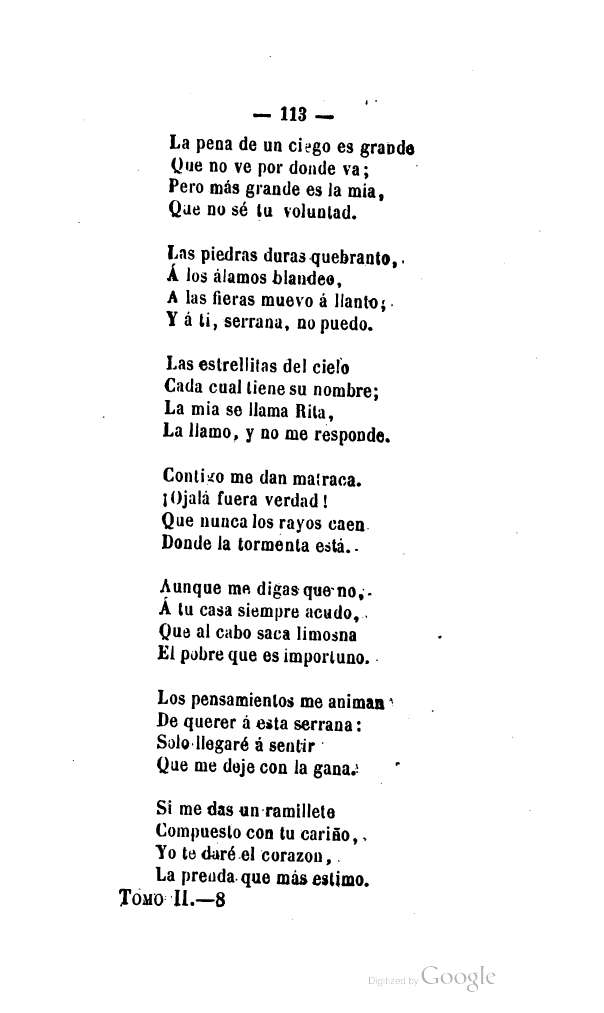 — 113 —
La pena de un ciego es grande
Que no ve por donde va;
Pero más grande es la mia,
Que no sé tu voluntad.
Las piedras duras quebranto,
Á los álamos blandeo,
A las fieras muevo á llanto;
Y á ti, serrana, no puedo.
Las estrellitas del cielo
Cada cual tiene su nombre;
La mia se llama Rita,
La llamo, y no me responde.
Contigo me dan matraca.
¡Ojalá fuera verdad!
Que nunca los rayos caen
Donde la tormenta está.
Aunque me digas que no,
Á tu casa siempre acudo,
Que al cabo saca limosna
El pobre que es importuno.
Los pensamientos me animan
De querer á esta serrana:
Solo llegaré á sentir
Que me deje con la gana.
Si me das un ramillete
Compuesto con tu cariño,
Yo te daré el corazon,
La prenda que más estimo.
TOMO II.—8
Digitized by Google